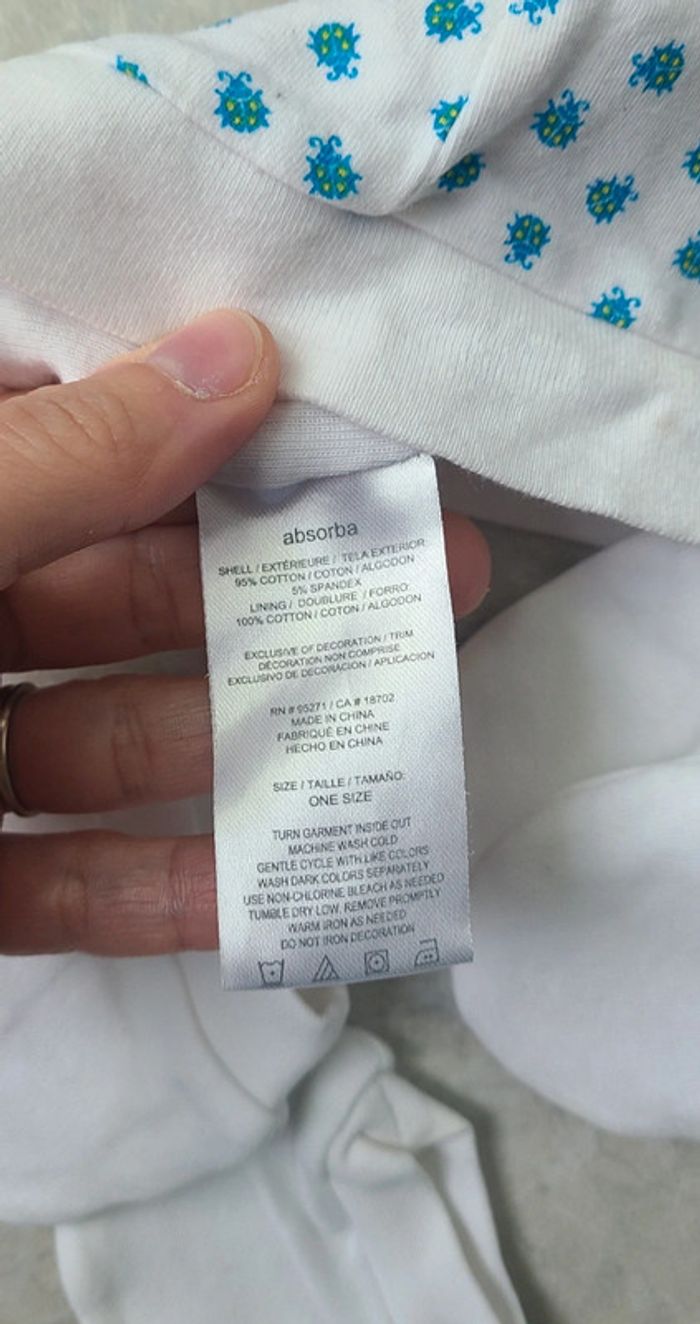 absorba
SHELL / EXTÉRIEURE / TELA EXTERIOR:
95% COTTON / COTON / ALGODON
5% SPANDEX
LINING / DOUBLURE / FORRO:
100% COTTON / COTON / ALGODON
EXCLUSIVE OF DECORATION / TRIM
DÉCORATION NON COMPRISE
EXCLUSIVO DE DECORACION / APLICACION
RN # 95271 / CA # 18702
MADE IN CHINA
FABRIQUÉ EN CHINE
HECHO EN CHINA
SIZE / TAILLE / TAMAÑO:
ONE SIZE
TURN GARMENT INSIDE OUT
MACHINE WASH COLD
GENTLE CYCLE WITH LIKE COLORS
WASH DARK COLORS SEPARATELY
USE NON-CHLORINE BLEACH AS NEEDED
TUMBLE DRY LOW, REMOVE PROMPTLY
WARM IRON AS NEEDED
DO NOT IRON DECORATION